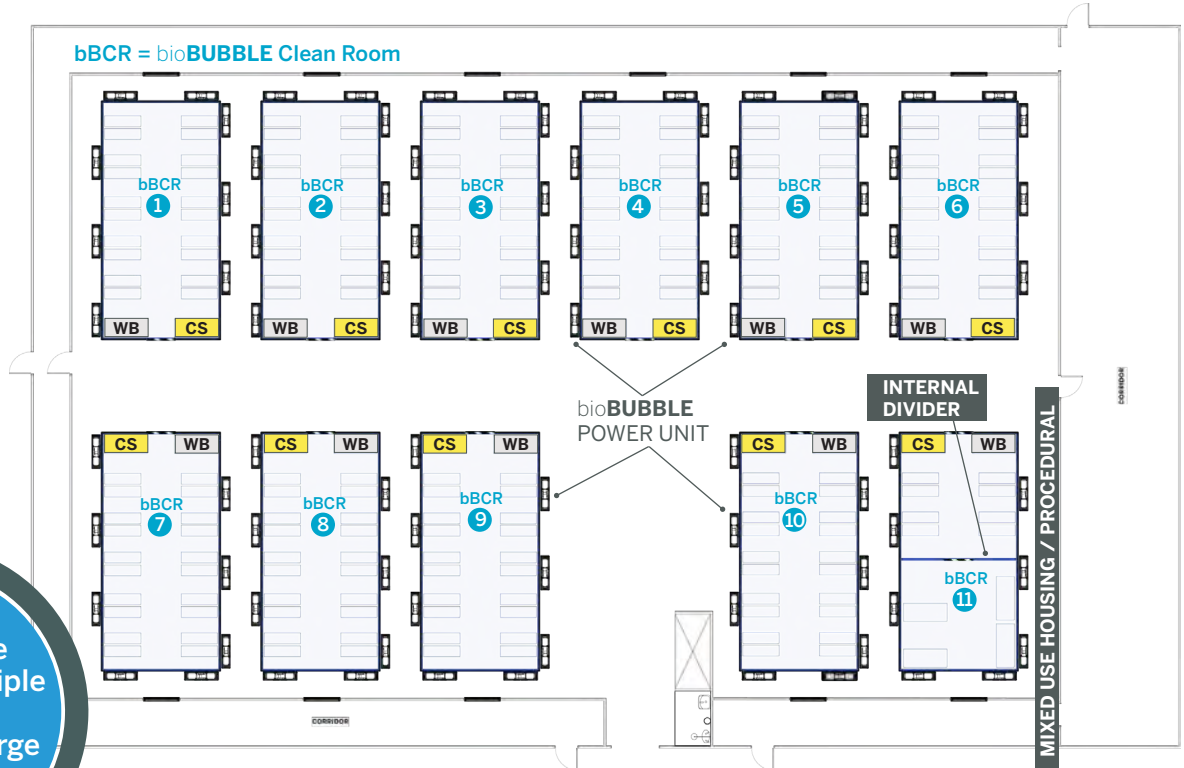 bBCR = bioBUBBLE Clean Room
bBCR
1
bBCR
2
bBCR
3
bBCR
4
bBCR
5
bBCR
6
WB CS
WB CS
WB CS
WB CS
WB CS
WB CS
bioBUBBLE
POWER UNIT
INTERNAL
DIVIDER
CORRIDOR
MIXED USE HOUSING / PROCEDURAL
CS WB
CS WB
CS WB
CS WB
CS WB
bBCR
7
bBCR
8
bBCR
9
bBCR
10
bBCR
11
iple
rge
CORRIDOR